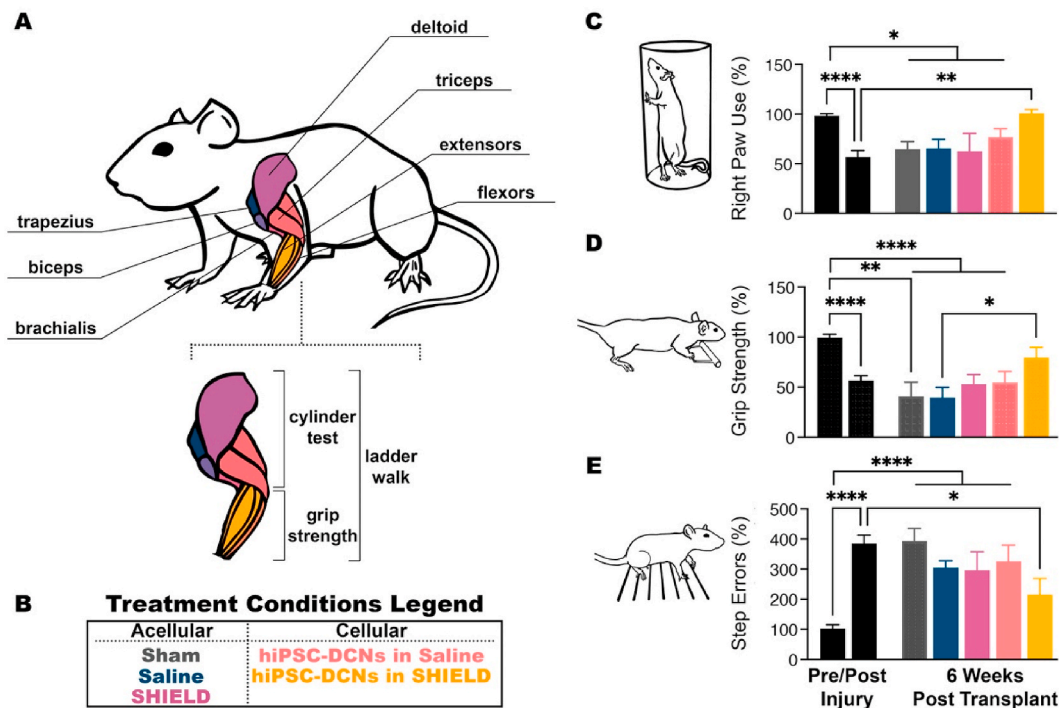 A
deltoid
triceps
extensors
flexors
trapezius
biceps
brachialis
cylinder
test
ladder
walk
grip
strength
B
Treatment Conditions Legend
Acellular Cellular
Sham hiPSC-DCNs in Saline
Saline hiPSC-DCNs in SHIELD
SHIELD
C
Right Paw Use (%)
150
100
50
0
*
**** **
D
Grip Strength (%)
150
100
50
0
****
**
**** *
E
Step Errors (%)
500
400
300
200
100
0
****
**** *
Pre/Post 6 Weeks
Injury Post Transplant